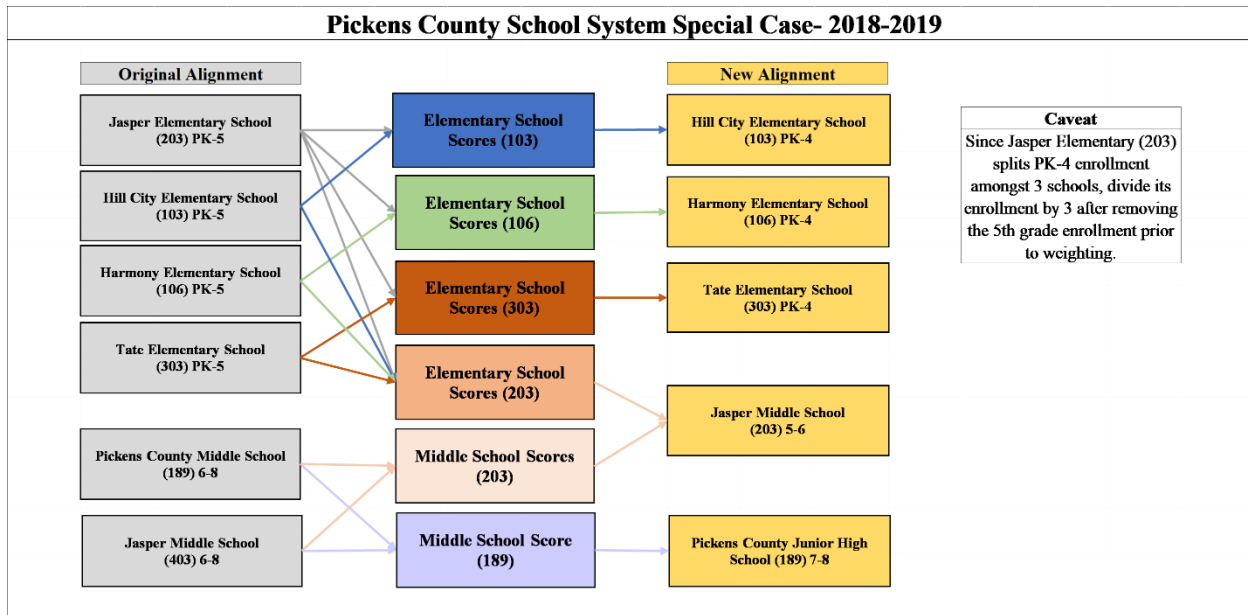 Pickens County School System Special Case- 2018-2019
Original Alignment
Jasper Elementary School
(203) PK-5
Hill City Elementary School
(103) PK-5
Harmony Elementary School
(106) PK-5
Tate Elementary School
(303) PK-5
Pickens County Middle School
(189) 6-8
Jasper Middle School
(403) 6-8
Elementary School
Scores (103)
Elementary School
Scores (106)
Elementary School
Scores (303)
Elementary School
Scores (203)
Middle School Scores
(203)
Middle School Score
(189)
New Alignment
Hill City Elementary School
(103) PK-4
Harmony Elementary School
(106) PK-4
Tate Elementary School
(303) PK-4
Jasper Middle School
(203) 5-6
Pickens County Junior High
School (189) 7-8
Caveat
Since Jasper Elementary (203)
splits PK-4 enrollment
amongst 3 schools, divide its
enrollment by 3 after removing
the 5th grade enrollment prior
to weighting.